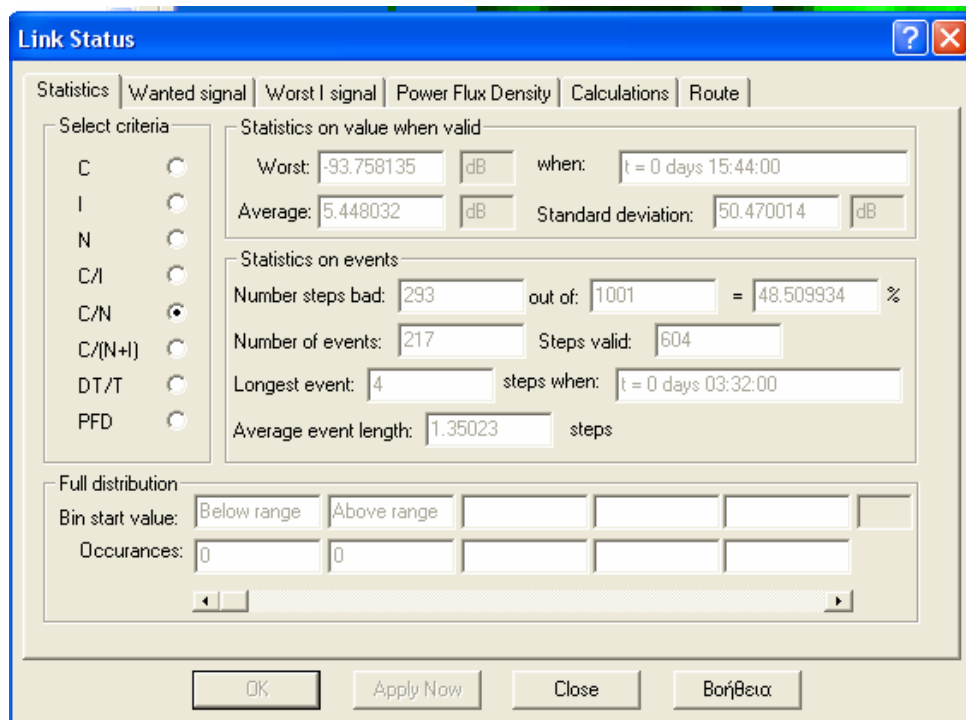 Link Status
Statistics Wanted signal Worst I signal Power Flux Density Calculations Route
Select criteria
C
I
N
C/I
C/N
C/(N+I)
DT/T
PFD
Statistics on value when valid
Worst: -93.758135 dB when: t = 0 days 15:44:00
Average: 5.448032 dB Standard deviation: 50.470014 dB
Statistics on events
Number steps bad: 293 out of: 1001 = 48.509934 %
Number of events: 217 Steps valid: 604
Longest event: 4 steps when: t = 0 days 03:32:00
Average event length: 1.35023 steps
Full distribution
Bin start value: Below range Above range
Occurances: 0 0
OK Apply Now Close Βοήθεια